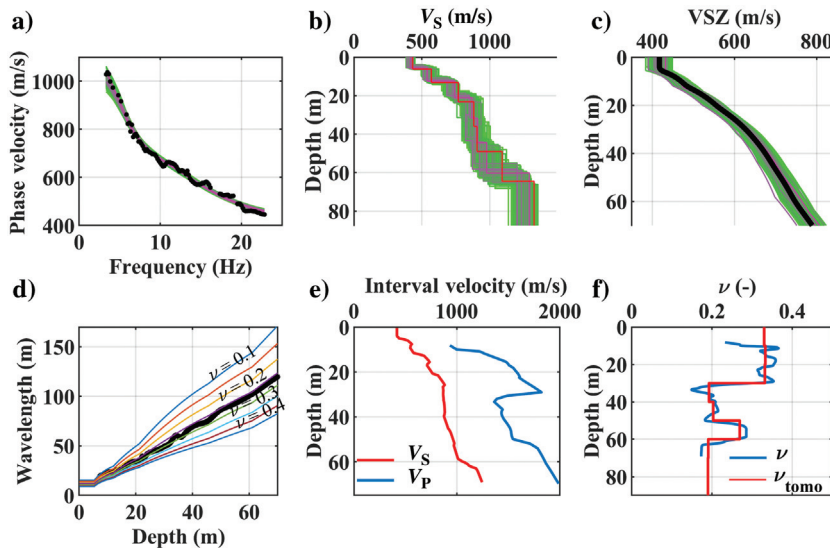 a)
Phase velocity (m/s)
1000
800
600
400
0
10
20
Frequency (Hz)
b)
V_S (m/s)
0
500
1000
Depth (m)
0
20
40
60
80
c)
VSZ (m/s)
400
600
800
Depth (m)
0
20
40
60
d)
Wavelength (m)
150
100
50
0
0
20
40
60
Depth (m)
ν = 0.1
ν = 0.2
ν = 0.3
ν = 0.4
e)
Interval velocity (m/s)
0
1000
2000
Depth (m)
0
20
40
60
V_S
V_P
f)
ν (-)
0
0.2
0.4
Depth (m)
0
20
40
60
80
ν
ν_tomo